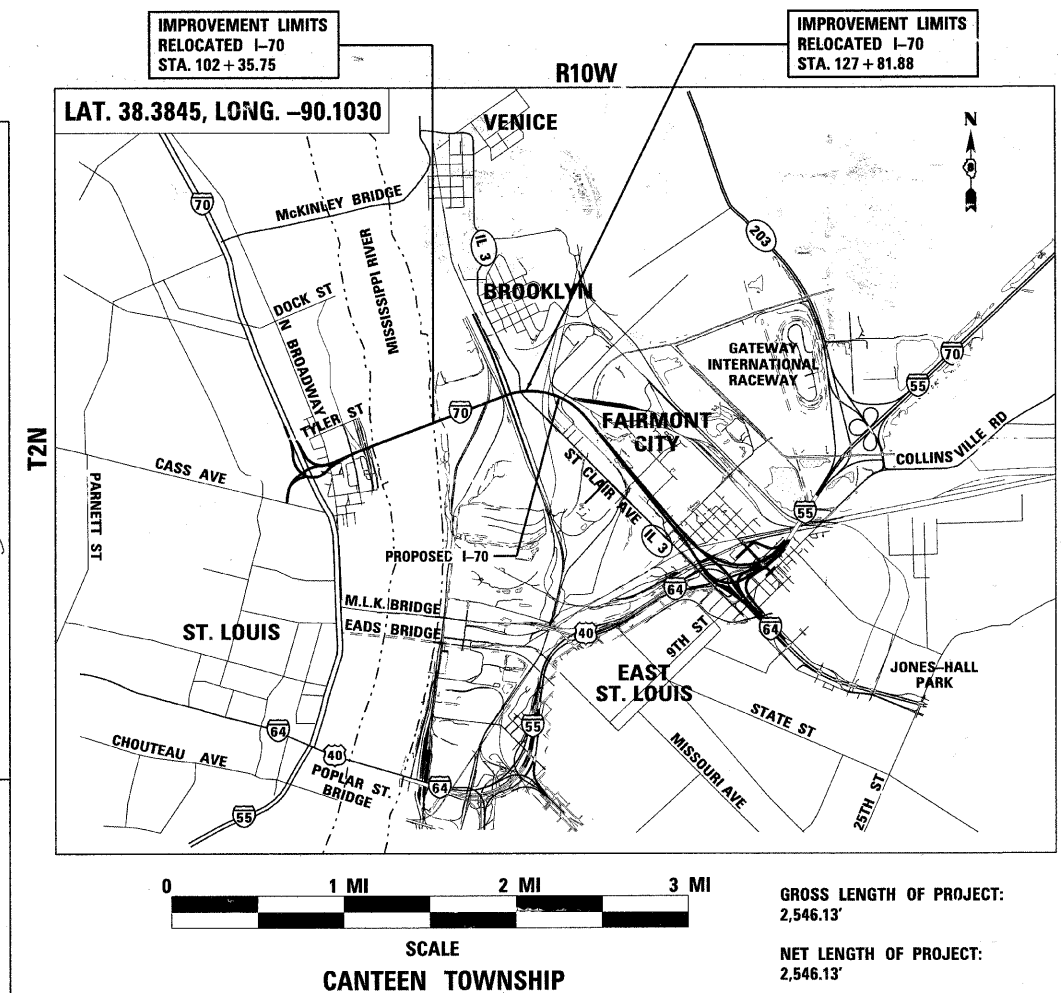 IMPROVEMENT LIMITS
RELOCATED I-70
STA. 102 + 35.75
IMPROVEMENT LIMITS
RELOCATED I-70
STA. 127 + 81.88
R10W
LAT. 38.3845, LONG. -90.1030
VENICE
N
70
McKINLEY BRIDGE
MISSISSIPPI RIVER
IL 3
203
BROOKLYN
DOCK ST
N BROADWAY
GATEWAY
INTERNATIONAL
RACEWAY
70
55
TYLER ST
70
FAIRMONT
CITY
T2N
COLLINSVILLE RD
CASS AVE
PARNETT ST
ST CLAIR AVE
55
IL 3
PROPOSED I-70
64
M.L.K. BRIDGE
EADS BRIDGE
ST. LOUIS
40
9TH ST
64
EAST
ST. LOUIS
JONES-HALL
PARK
STATE ST
55
64
40
CHOUTEAU AVE
POPLAR ST.
BRIDGE
64
MISSOURI AVE
25TH ST
55
0 1 MI 2 MI 3 MI
SCALE
CANTEEN TOWNSHIP
GROSS LENGTH OF PROJECT:
2,546.13'
NET LENGTH OF PROJECT:
2,546.13'